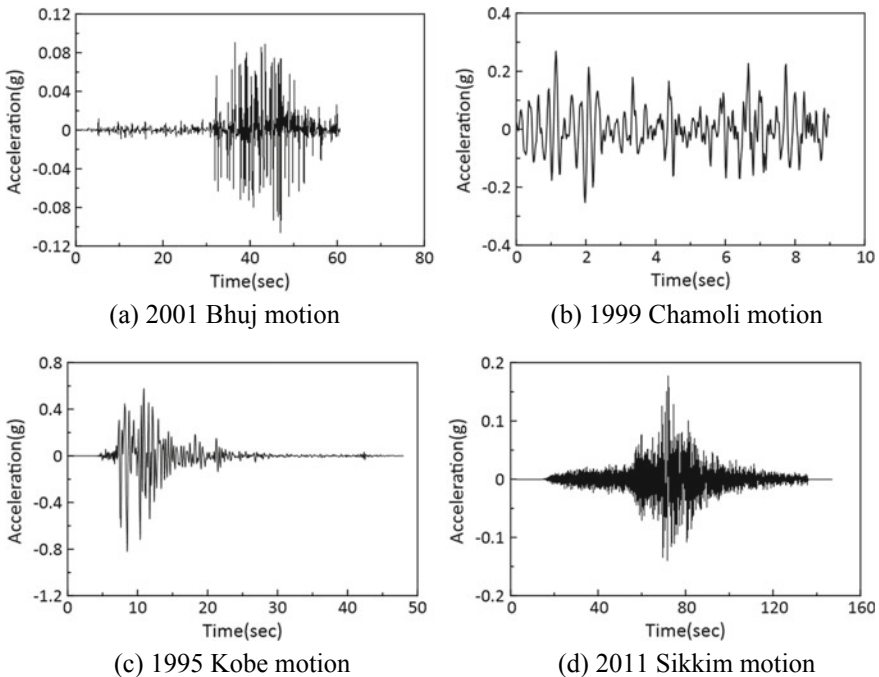 0.12
0.08
0.04
0
-0.04
-0.08
-0.12
Acceleration(g)
0 20 40 60 80
Time(sec)
(a) 2001 Bhuj motion
0.4
0.2
0
-0.2
-0.4
Acceleration(g)
0 2 4 6 8 10
Time(sec)
(b) 1999 Chamoli motion
0.8
0.4
0
-0.4
-0.8
-1.2
Acceleration(g)
0 10 20 30 40 50
Time(sec)
(c) 1995 Kobe motion
0.2
0.1
0
-0.1
-0.2
Acceleration(g)
0 40 80 120 160
Time(sec)
(d) 2011 Sikkim motion